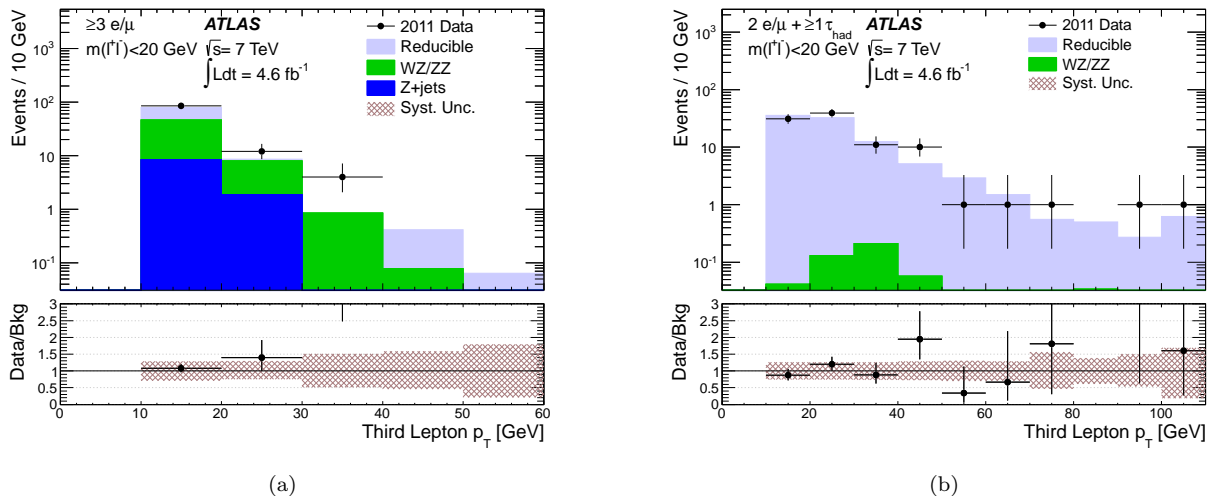 ≥3 e/μ ATLAS
m(l⁺l⁻)<20 GeV √s= 7 TeV
∫Ldt = 4.6 fb⁻¹
2011 Data
Reducible
WZ/ZZ
Z+jets
Syst. Unc.
Events / 10 GeV
10³
10²
10
1
10⁻¹
Data/Bkg
3
2.5
2
1.5
1
0.5
0
0 10 20 30 40 50 60
Third Lepton p_T [GeV]
(a)
2 e/μ + ≥1 τ_had ATLAS
m(l⁺l⁻)<20 GeV √s= 7 TeV
∫Ldt = 4.6 fb⁻¹
2011 Data
Reducible
WZ/ZZ
Syst. Unc.
Events / 10 GeV
10³
10²
10
1
10⁻¹
Data/Bkg
3
2.5
2
1.5
1
0.5
0
0 20 40 60 80 100
Third Lepton p_T [GeV]
(b)